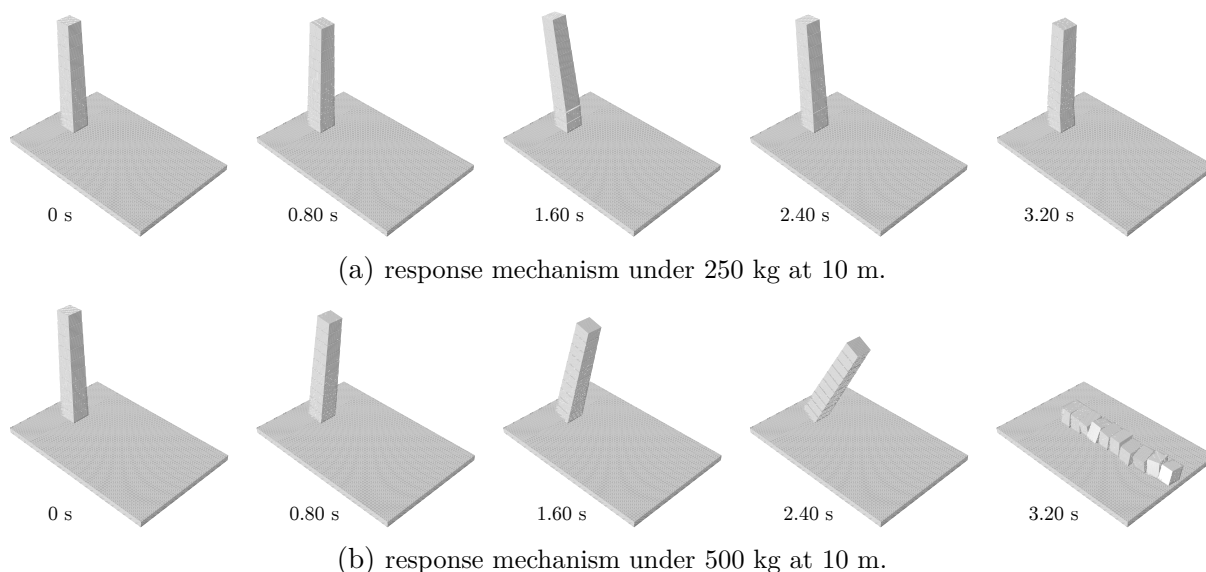 0 s 0.80 s 1.60 s 2.40 s 3.20 s
(a) response mechanism under 250 kg at 10 m.
0 s 0.80 s 1.60 s 2.40 s 3.20 s
(b) response mechanism under 500 kg at 10 m.